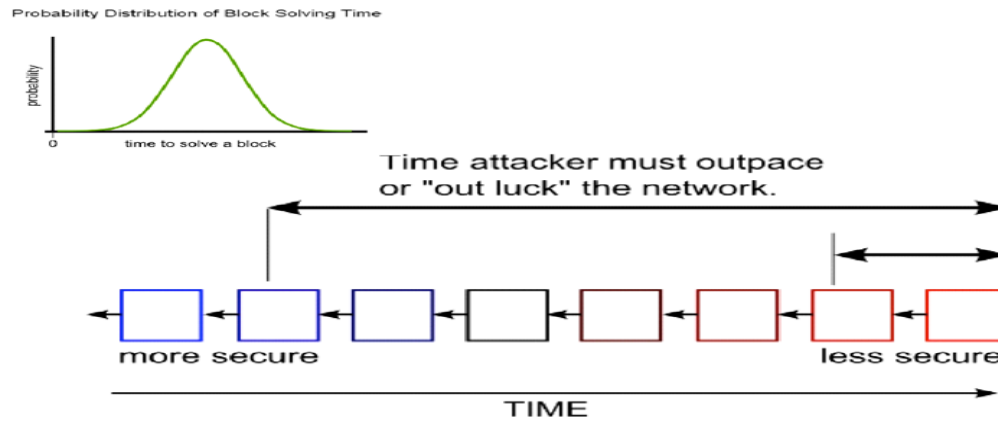 Probability Distribution of Block Solving Time
probability
0
time to solve a block
Time attacker must outpace
or "out luck" the network.
more secure
less secure
TIME